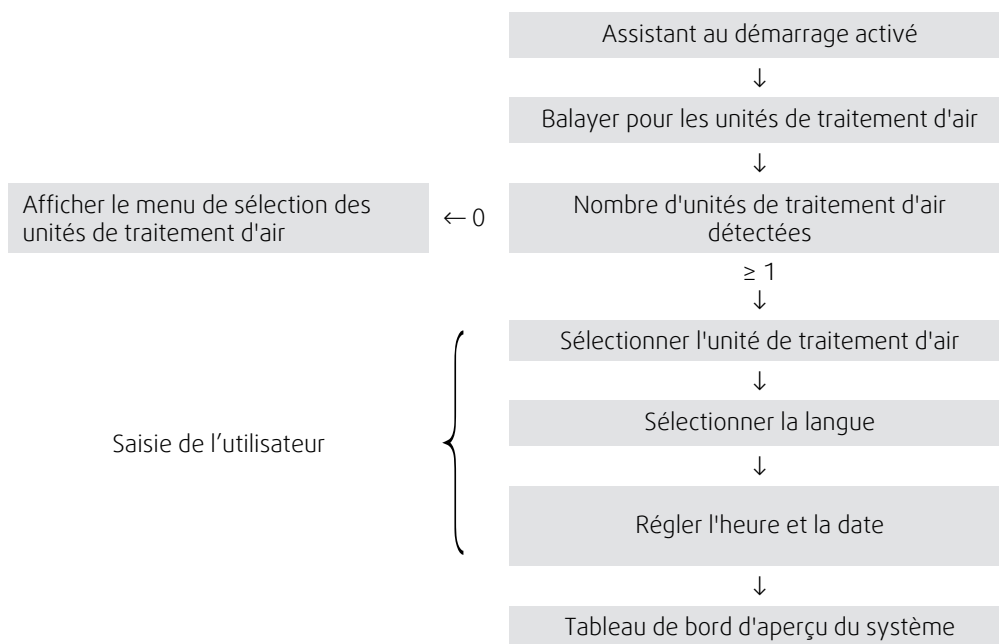 Assistant au démarrage activé
↓
Balayer pour les unités de traitement d'air
↓
Afficher le menu de sélection des
unités de traitement d'air
← 0
Nombre d'unités de traitement d'air
détectées
≥ 1
↓
Sélectionner l'unité de traitement d'air
↓
Sélectionner la langue
↓
Saisie de l’utilisateur
Régler l'heure et la date
↓
Tableau de bord d'aperçu du système